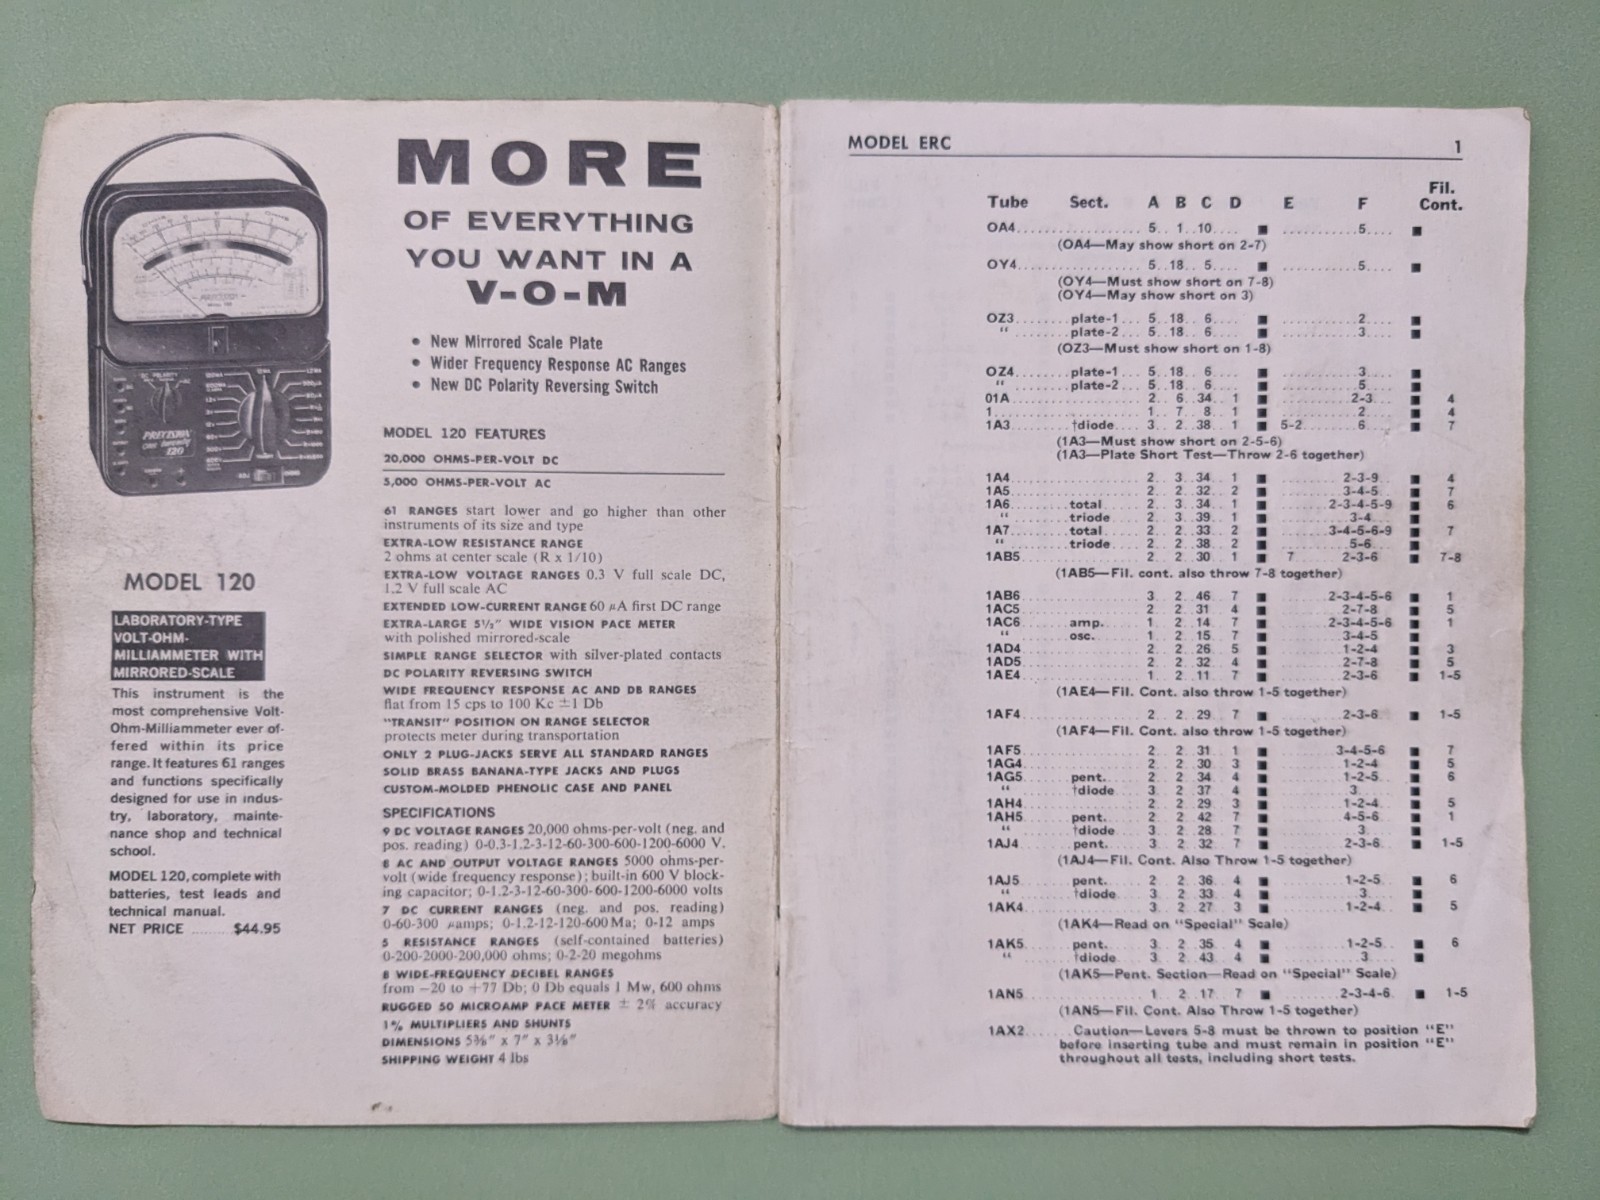 MORE
OF EVERYTHING
YOU WANT IN A
V-O-M
• New Mirrored Scale Plate
• Wider Frequency Response AC Ranges
• New DC Polarity Reversing Switch
MODEL 120 FEATURES
20,000 OHMS-PER-VOLT DC
5,000 OHMS-PER-VOLT AC
61 RANGES start lower and go higher than other
instruments of its size and type
EXTRA-LOW RESISTANCE RANGE
2 ohms at center scale (R x 1/10)
EXTRA-LOW VOLTAGE RANGES 0.3 V full scale DC,
1.2 V full scale AC
EXTENDED LOW-CURRENT RANGE 60 μA first DC range
EXTRA-LARGE 5½" WIDE VISION PACE METER
with polished mirrored-scale
SIMPLE RANGE SELECTOR with silver-plated contacts
DC POLARITY REVERSING SWITCH
WIDE FREQUENCY RESPONSE AC AND DB RANGES
flat from 15 cps to 100 Kc ±1 Db
"TRANSIT" POSITION ON RANGE SELECTOR
protects meter during transportation
ONLY 2 PLUG-JACKS SERVE ALL STANDARD RANGES
SOLID BRASS BANANA-TYPE JACKS AND PLUGS
CUSTOM-MOLDED PHENOLIC CASE AND PANEL
SPECIFICATIONS
9 DC VOLTAGE RANGES 20,000 ohms-per-volt (neg. and
pos. reading) 0-0.3-1.2-3-12-60-300-600-1200-6000 V.
8 AC AND OUTPUT VOLTAGE RANGES 5000 ohms-per-
volt (wide frequency response); built-in 600 V block-
ing capacitor; 0-1.2-3-12-60-300-600-1200-6000 volts
7 DC CURRENT RANGES (neg. and pos. reading)
0-60-300 μamps; 0-1.2-12-120-600 Ma; 0-12 amps
5 RESISTANCE RANGES (self-contained batteries)
0-200-2000-200,000 ohms; 0-2-20 megohms
8 WIDE-FREQUENCY DECIBEL RANGES
from −20 to +77 Db; 0 Db equals 1 Mw, 600 ohms
RUGGED 50 MICROAMP PACE METER ± 2% accuracy
1% MULTIPLIERS AND SHUNTS
DIMENSIONS 5⅜" x 7" x 3⅛"
SHIPPING WEIGHT 4 lbs
DC POLARITY
PRECISION
120
MODEL 120
LABORATORY-TYPE
VOLT-OHM-
MILLIAMMETER WITH
MIRRORED-SCALE
This instrument is the
most comprehensive Volt-
Ohm-Milliammeter ever of-
fered within its price
range. It features 61 ranges
and functions specifically
designed for use in indus-
try, laboratory, mainte-
nance shop and technical
school.
MODEL 120, complete with
batteries, test leads and
technical manual.
NET PRICE ........ $44.95
MODEL ERC 1
Tube Sect. A B C D E F Fil. Cont.
OA4 5 1 10 ■ 5 ■
(OA4—May show short on 2-7)
OY4 5 18 5 ■ 5 ■
(OY4—Must show short on 7-8)
(OY4—May show short on 3)
OZ3 plate-1 5 18 6 ■ 2 ■
" plate-2 5 18 6 ■ 3 ■
(OZ3—Must show short on 1-8)
OZ4 plate-1 5 18 6 ■ 3 ■
" plate-2 5 18 6 ■ 5 ■
01A 2 6 34 1 ■ 2-3 ■ 4
1 1 7 8 1 ■ 2 ■ 4
1A3 †diode 3 2 38 1 ■ 5-2 6 ■ 7
(1A3—Must show short on 2-5-6)
(1A3—Plate Short Test—Throw 2-6 together)
1A4 2 3 34 1 ■ 2-3-9 ■ 4
1A5 2 2 32 2 ■ 3-4-5 ■ 7
1A6 total 2 3 34 1 ■ 2-3-4-5-9 ■ 6
" triode 2 3 39 1 ■ 3-4 ■
1A7 total 2 2 33 2 ■ 3-4-5-6-9 ■ 7
" triode 2 2 38 2 ■ 5-6 ■
1AB5 2 2 30 1 ■ 7 2-3-6 ■ 7-8
(1AB5—Fil. cont. also throw 7-8 together)
1AB6 3 2 46 7 ■ 2-3-4-5-6 ■ 1
1AC5 2 2 31 4 ■ 2-7-8 ■ 5
1AC6 amp. 1 2 14 7 ■ 2-3-4-5-6 ■ 1
" osc. 1 2 15 7 ■ 3-4-5 ■
1AD4 2 2 26 5 ■ 1-2-4 ■ 3
1AD5 2 2 32 4 ■ 2-7-8 ■ 5
1AE4 1 2 11 7 ■ 2-3-6 ■ 1-5
(1AE4—Fil. Cont. also throw 1-5 together)
1AF4 2 2 29 7 ■ 2-3-6 ■ 1-5
(1AF4—Fil. Cont. also throw 1-5 together)
1AF5 2 2 31 1 ■ 3-4-5-6 ■ 7
1AG4 2 2 30 3 ■ 1-2-4 ■ 5
1AG5 pent. 2 2 34 4 ■ 1-2-5 ■ 6
" †diode 3 2 37 4 ■ 3 ■
1AH4 2 2 29 3 ■ 1-2-4 ■ 5
1AH5 pent. 2 2 42 7 ■ 4-5-6 ■ 1
" †diode 3 2 28 7 ■ 3 ■
1AJ4 pent. 3 2 32 7 ■ 2-3-6 ■ 1-5
(1AJ4—Fil. Cont. Also Throw 1-5 together)
1AJ5 pent. 2 2 36 4 ■ 1-2-5 ■ 6
" †diode 3 2 33 4 ■ 3 ■
1AK4 3 2 27 3 ■ 1-2-4 ■ 5
(1AK4—Read on "Special" Scale)
1AK5 pent. 3 2 35 4 ■ 1-2-5 ■ 6
" †diode 3 2 43 4 ■ 3 ■
(1AK5—Pent. Section—Read on "Special" Scale)
1AN5 1 2 17 7 ■ 2-3-4-6 ■ 1-5
(1AN5—Fil. Cont. Also Throw 1-5 together)
1AX2 Caution—Levers 5-8 must be thrown to position "E"
before inserting tube and must remain in position "E"
throughout all tests, including short tests.